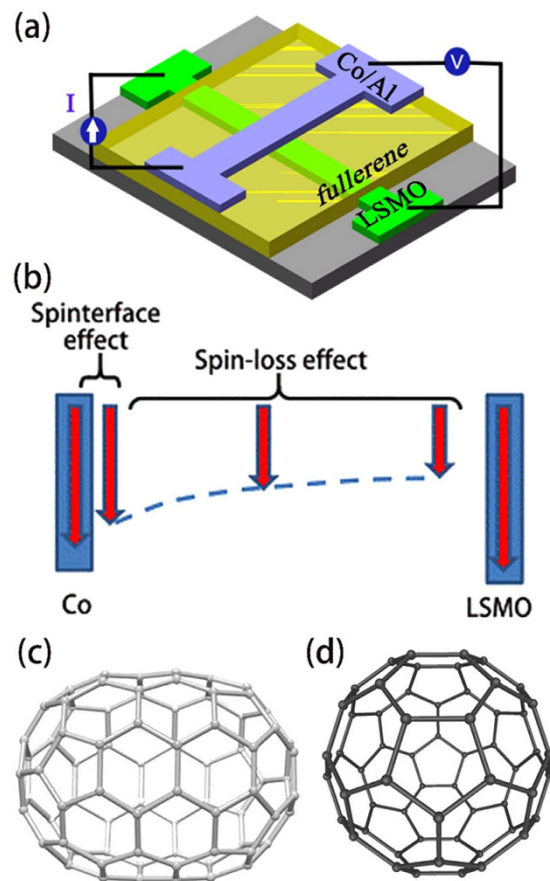 (a)
Co/Al
V
I
fullerene
LSMO
(b)
Spinterface
effect
Spin-loss effect
Co
LSMO
(c)
(d)